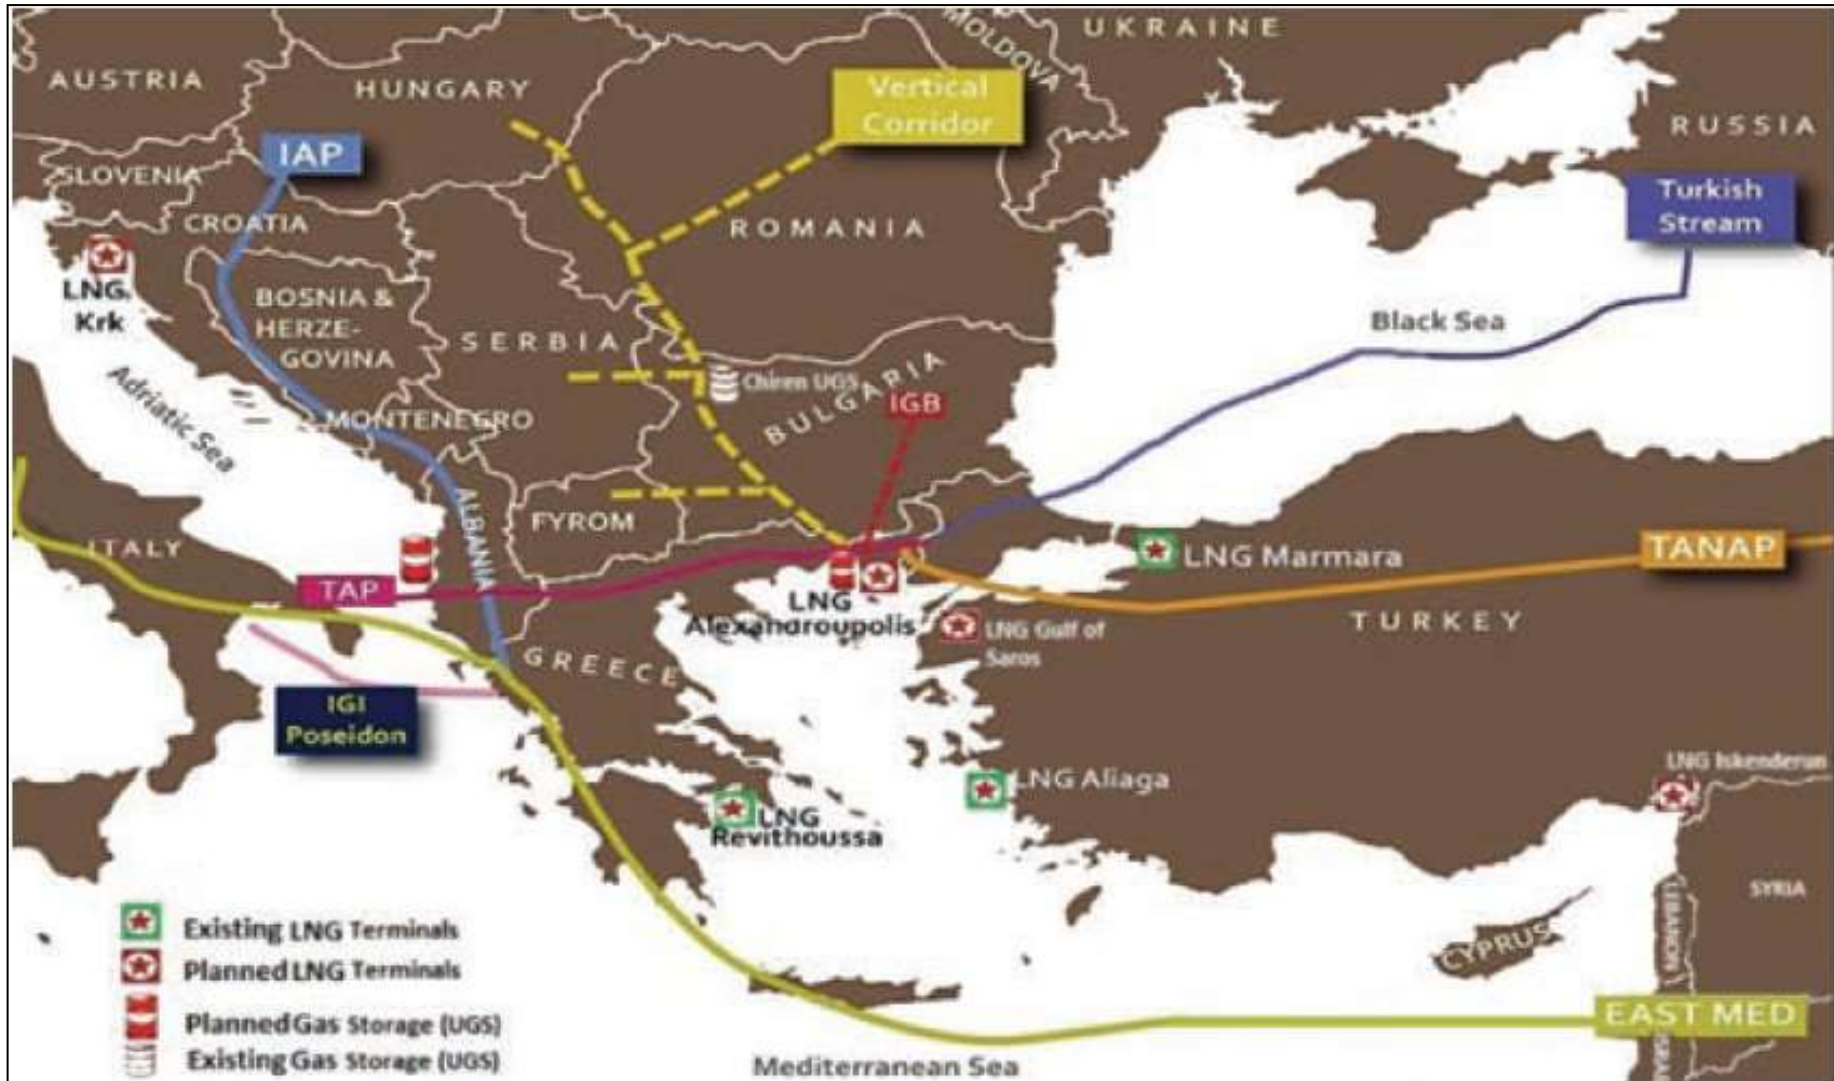 UKRAINE
MOLDOVA
AUSTRIA
HUNGARY
Vertical
Corridor
RUSSIA
IAP
SLOVENIA
CROATIA
ROMANIA
Turkish
Stream
LNG
Krk
BOSNIA &
HERZE-
GOVINA
SERBIA
Black Sea
Adriatic Sea
Chiren UGS
BULGARIA
IGB
MONTENEGRO
ALBANIA
FYROM
ITALY
TAP
LNG Marmara
TANAP
LNG
Alexandroupolis
LNG Gulf of
Saros
TURKEY
GREECE
IGI
Poseidon
LNG Iskenderun
LNG Aliaga
LNG
Revithoussa
SYRIA
LEBANON
CYPRUS
Existing LNG Terminals
Planned LNG Terminals
Planned Gas Storage (UGS)
Existing Gas Storage (UGS)
EAST MED
Mediterranean Sea